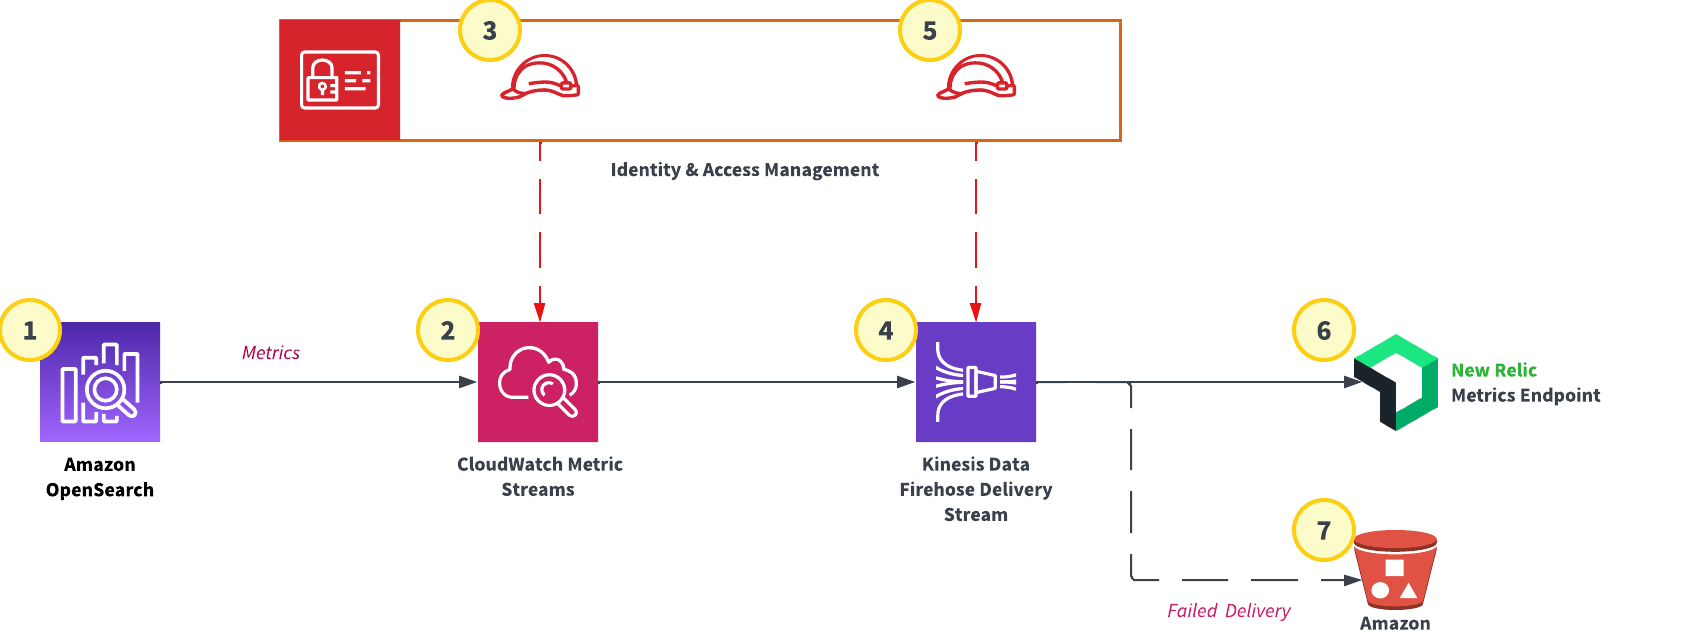 3
5
Identity & Access Management
1
2
4
6
Metrics
New Relic
Metrics Endpoint
Amazon
OpenSearch
CloudWatch Metric
Streams
Kinesis Data
Firehose Delivery
Stream
7
Failed Delivery
Amazon